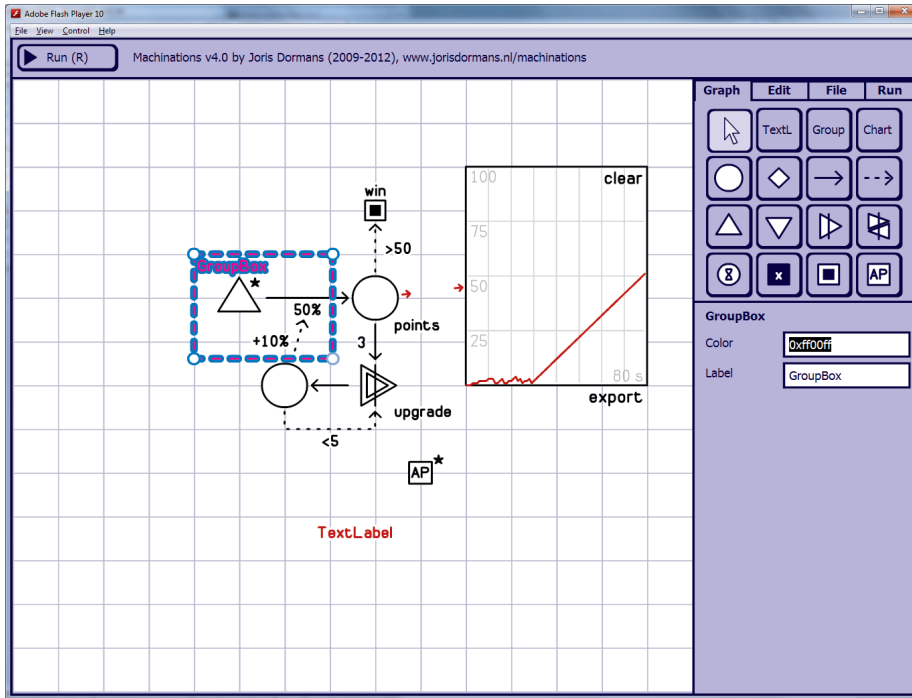 Adobe Flash Player 10
File View Control Help
Run (R)
Machinations v4.0 by Joris Dormans (2009-2012), www.jorisdormans.nl/machinations
Graph Edit File Run
TextL Group Chart
x AP
GroupBox
Color 0xff00ff
Label GroupBox
win
>50
GroupBox
50%
+10%
points
3
upgrade
<5
AP
TextLabel
100 clear
75
50
25
80 s
export